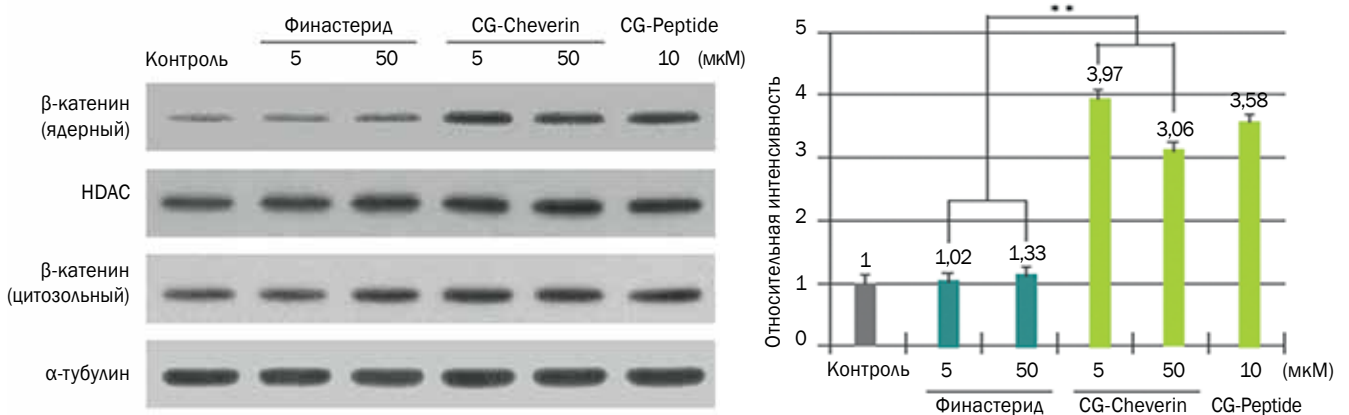 Финастерид CG-Cheverin CG-Peptide
Контроль 5 50 5 50 10 (мкМ)
β-катенин
(ядерный)
HDAC
β-катенин
(цитозольный)
α-тубулин
Относительная интенсивность
5
4
3
2
1
0
••
1
1,02
1,33
3,97
3,06
3,58
Контроль 5 50 5 50 10 (мкМ)
Финастерид CG-Cheverin CG-Peptide